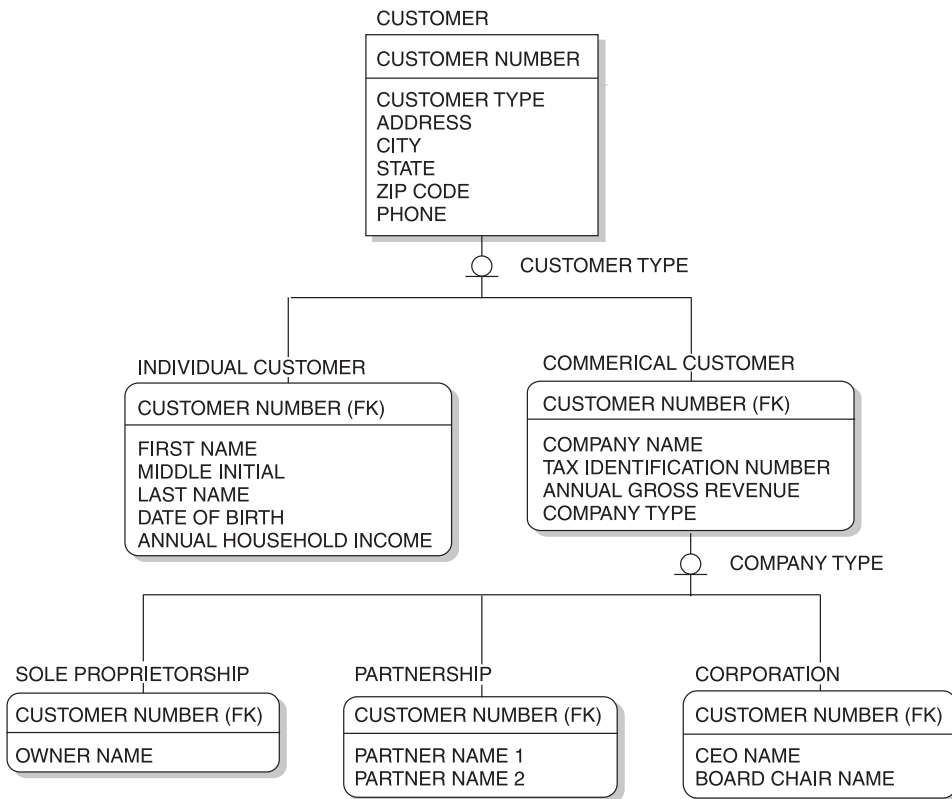 CUSTOMER
CUSTOMER NUMBER
CUSTOMER TYPE
ADDRESS
CITY
STATE
ZIP CODE
PHONE
CUSTOMER TYPE
INDIVIDUAL CUSTOMER
CUSTOMER NUMBER (FK)
FIRST NAME
MIDDLE INITIAL
LAST NAME
DATE OF BIRTH
ANNUAL HOUSEHOLD INCOME
COMMERICAL CUSTOMER
CUSTOMER NUMBER (FK)
COMPANY NAME
TAX IDENTIFICATION NUMBER
ANNUAL GROSS REVENUE
COMPANY TYPE
COMPANY TYPE
SOLE PROPRIETORSHIP
CUSTOMER NUMBER (FK)
OWNER NAME
PARTNERSHIP
CUSTOMER NUMBER (FK)
PARTNER NAME 1
PARTNER NAME 2
CORPORATION
CUSTOMER NUMBER (FK)
CEO NAME
BOARD CHAIR NAME